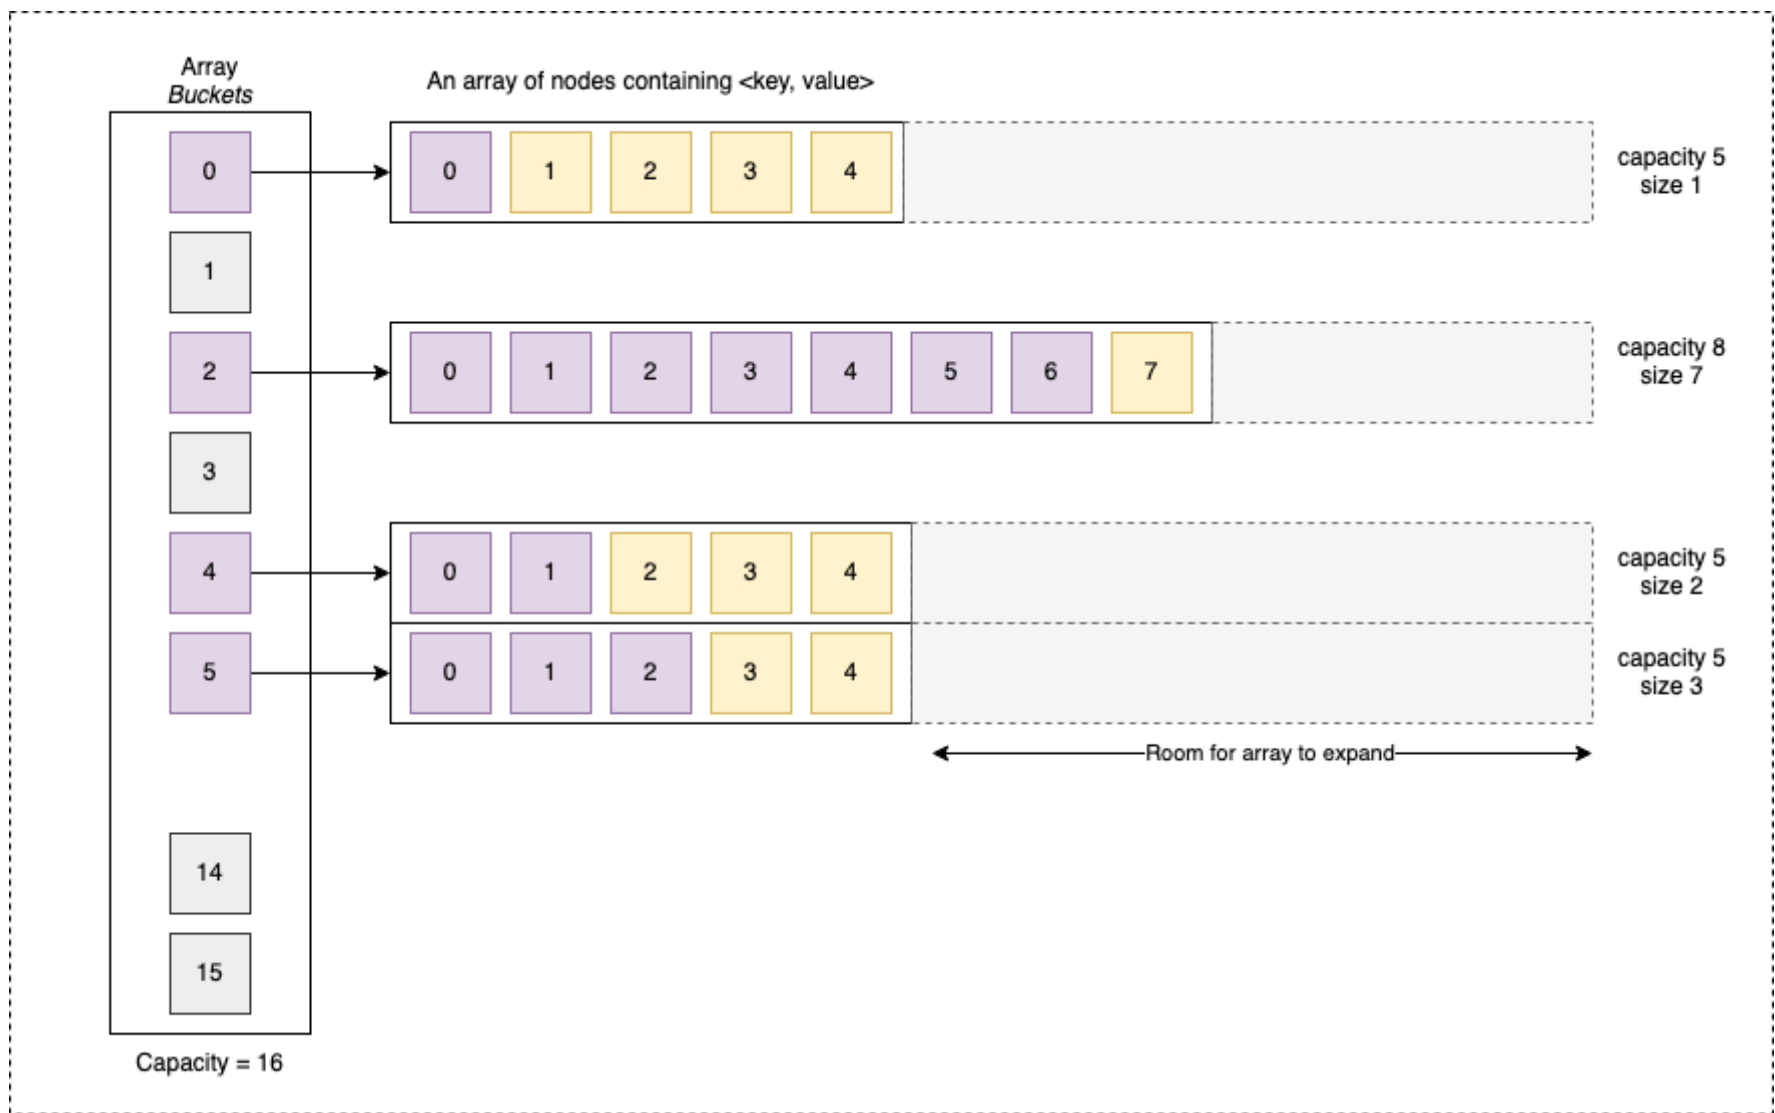 Array
Buckets
An array of nodes containing <key, value>
0
0 1 2 3 4
capacity 5
size 1
1
2
0 1 2 3 4 5 6 7
capacity 8
size 7
3
4
0 1 2 3 4
capacity 5
size 2
5
0 1 2 3 4
capacity 5
size 3
Room for array to expand
14
15
Capacity = 16